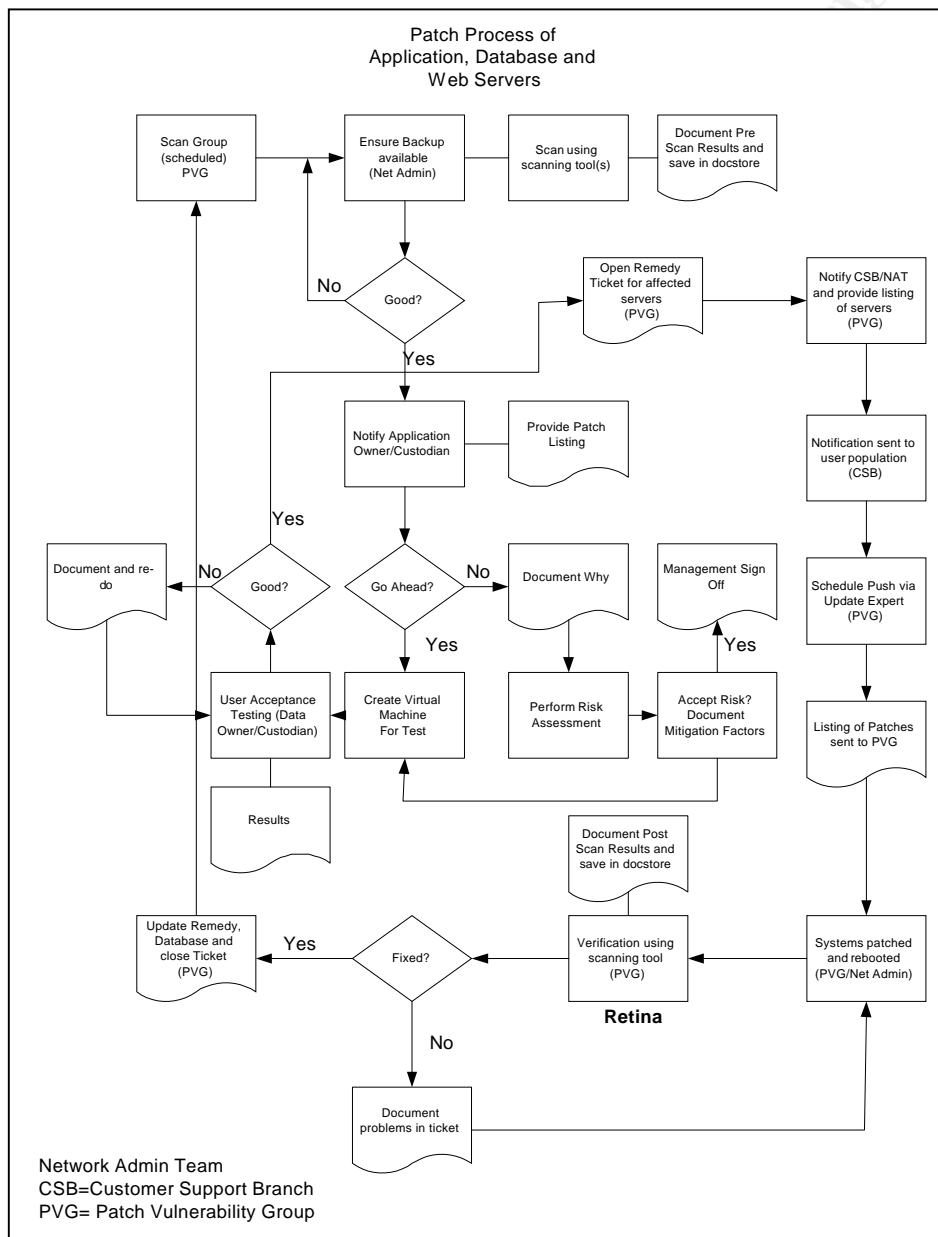 Patch Process of
Application, Database and
Web Servers
Scan Group
(scheduled)
PVG
Ensure Backup
available
(Net Admin)
Scan using
scanning tool(s)
Document Pre
Scan Results and
save in docstore
No
Good?
Yes
Open Remedy
Ticket for affected
servers
(PVG)
Notify CSB/NAT
and provide listing
of servers
(PVG)
Notify Application
Owner/Custodian
Provide Patch
Listing
Notification sent to
user population
(CSB)
Yes
Document and re-
do
No
Good?
Go Ahead?
No
Document Why
Management Sign
Off
Schedule Push via
Update Expert
(PVG)
Yes
Yes
User Acceptance
Testing (Data
Owner/Custodian)
Create Virtual
Machine
For Test
Perform Risk
Assessment
Accept Risk?
Document
Mitigation Factors
Listing of Patches
sent to PVG
Results
Document Post
Scan Results and
save in docstore
Update Remedy,
Database and
close Ticket
(PVG)
Yes
Fixed?
Verification using
scanning tool
(PVG)
Systems patched
and rebooted
(PVG/Net Admin)
Retina
No
Document
problems in ticket
Network Admin Team
CSB=Customer Support Branch
PVG= Patch Vulnerability Group